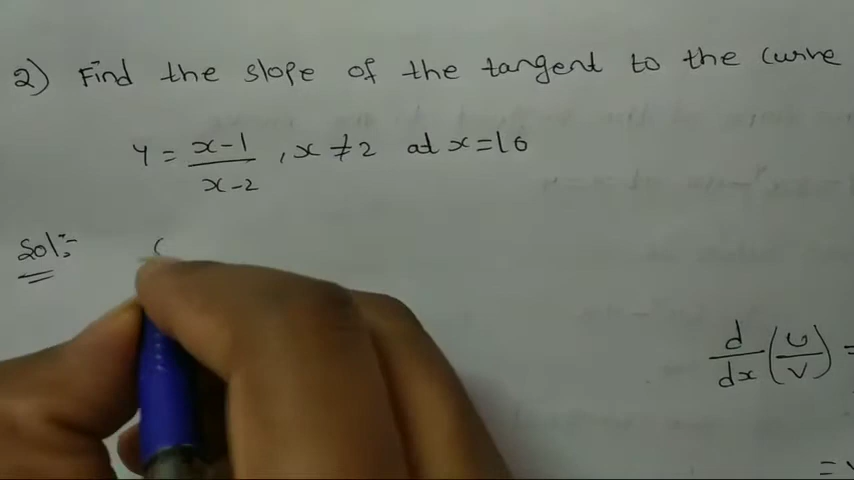 2) Find the slope of the tangent to the curve
y = x-1/x-2 , x ≠ 2 at x = 10
Sol:-
d/dx (u/v) =
= v